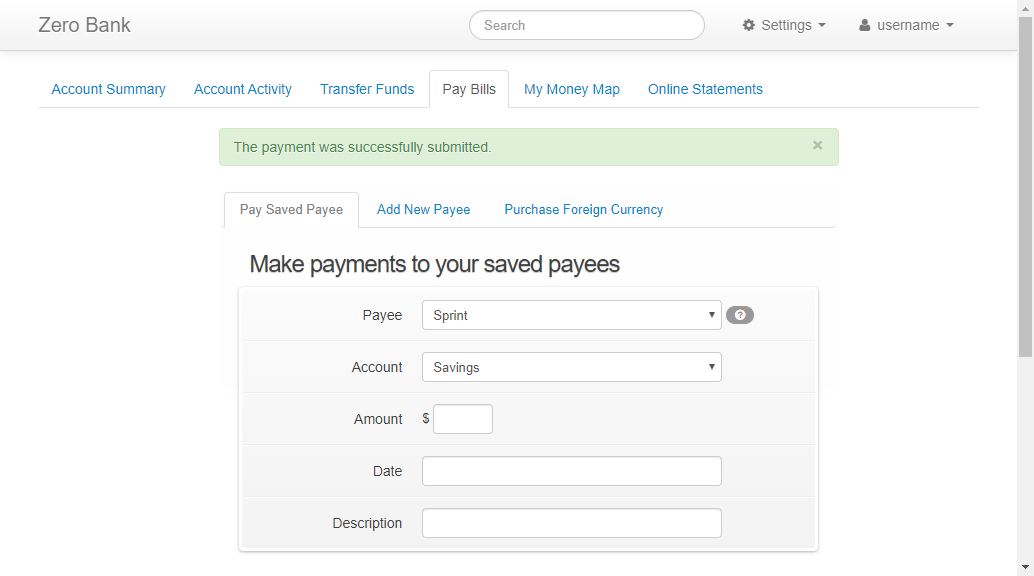 Zero Bank
Search
Settings
username
Account Summary
Account Activity
Transfer Funds
Pay Bills
My Money Map
Online Statements
The payment was successfully submitted.
×
Pay Saved Payee
Add New Payee
Purchase Foreign Currency
Make payments to your saved payees
Payee
Sprint
?
Account
Savings
Amount
$
Date
Description